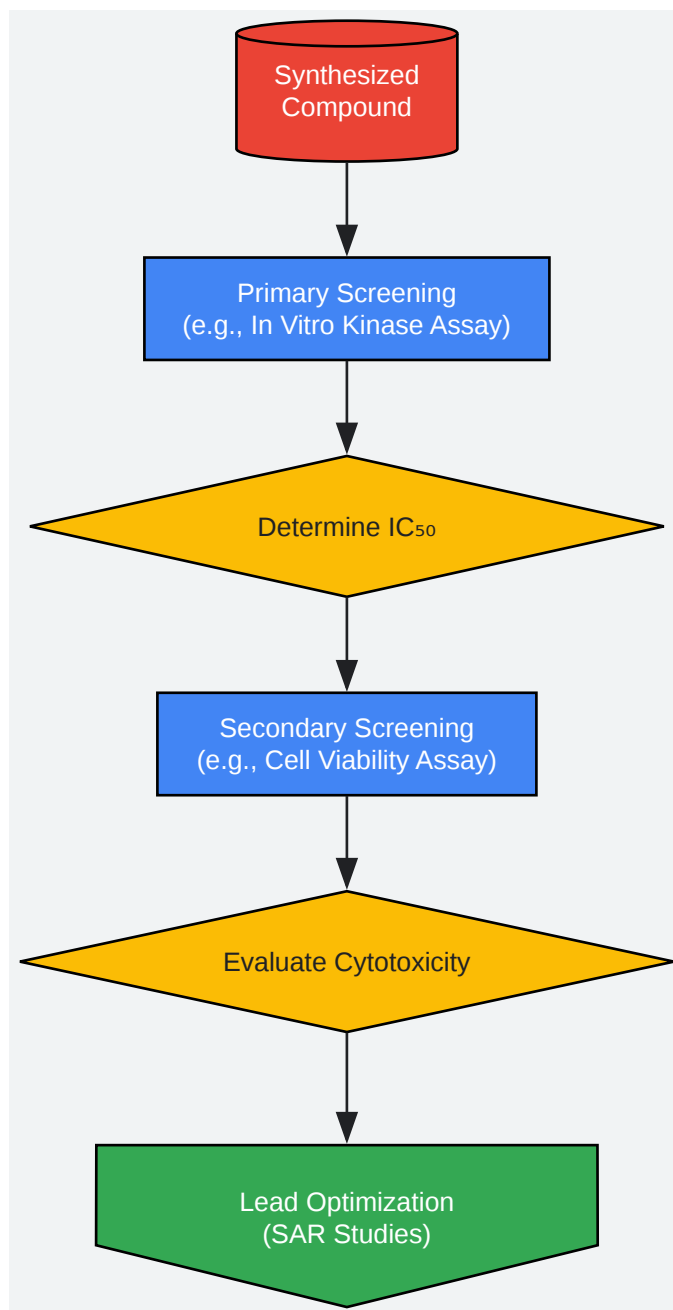 Synthesized
Compound
Primary Screening
(e.g., In Vitro Kinase Assay)
Determine IC₅₀
Secondary Screening
(e.g., Cell Viability Assay)
Evaluate Cytotoxicity
Lead Optimization
(SAR Studies)